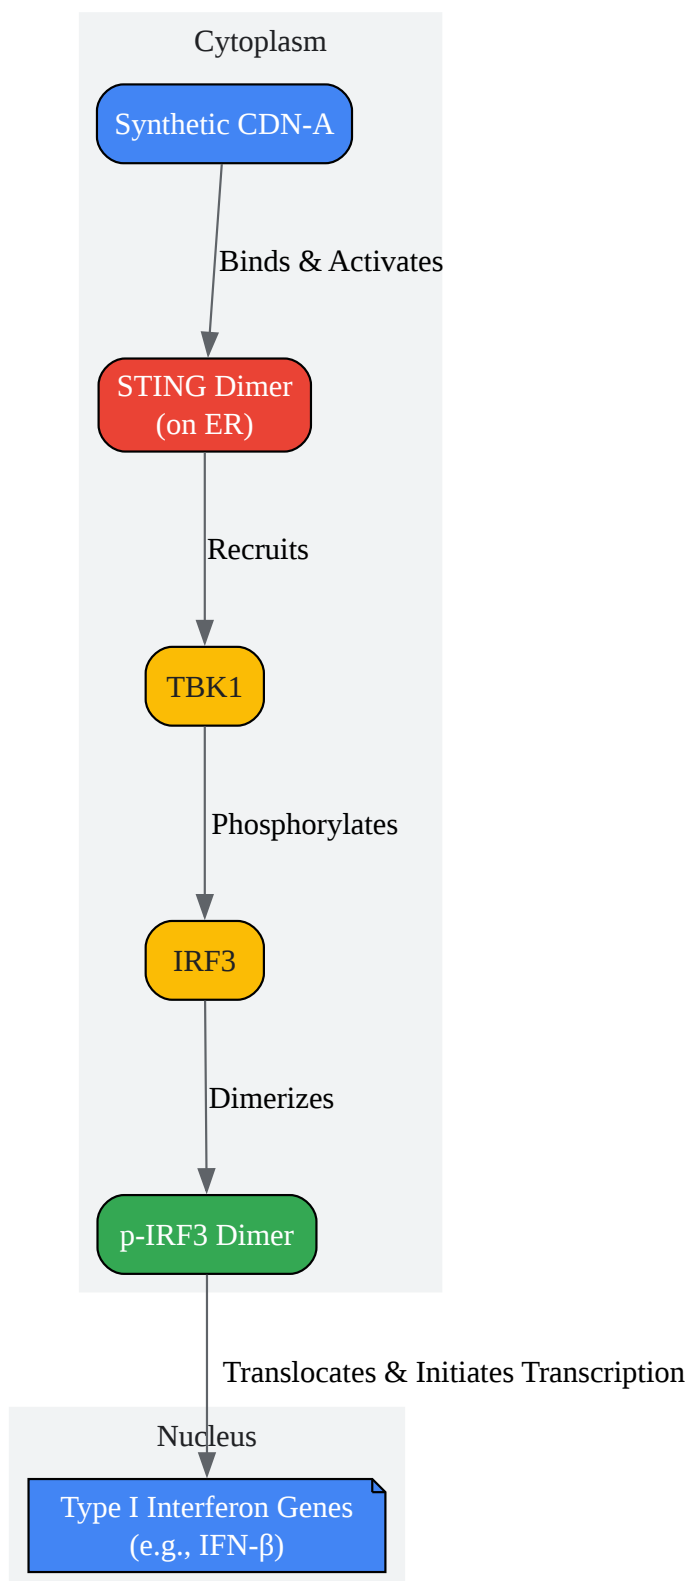 Cytoplasm
Synthetic CDN-A
Binds & Activates
STING Dimer
(on ER)
Recruits
TBK1
Phosphorylates
IRF3
Dimerizes
p-IRF3 Dimer
Translocates & Initiates Transcription
Nucleus
Type I Interferon Genes
(e.g., IFN-β)